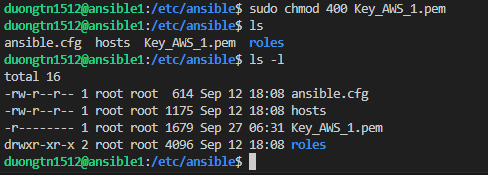 duongtn1512@ansible1:/etc/ansible$ sudo chmod 400 Key_AWS_1.pem
duongtn1512@ansible1:/etc/ansible$ ls
ansible.cfg  hosts  Key_AWS_1.pem  roles
duongtn1512@ansible1:/etc/ansible$ ls -l
total 16
-rw-r--r-- 1 root root  614 Sep 12 18:08 ansible.cfg
-rw-r--r-- 1 root root 1175 Sep 12 18:08 hosts
-r-------- 1 root root 1679 Sep 27 06:31 Key_AWS_1.pem
drwxr-xr-x 2 root root 4096 Sep 12 18:08 roles
duongtn1512@ansible1:/etc/ansible$